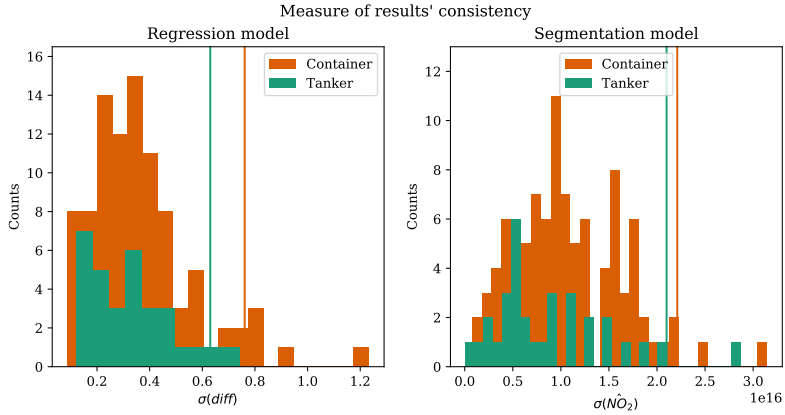 Measure of results' consistency
Regression model
Segmentation model
Container
Tanker
Container
Tanker
Counts
0
2
4
6
8
10
12
14
16
0.2
0.4
0.6
0.8
1.0
1.2
σ(diff)
Counts
0
2
4
6
8
10
12
0.0
0.5
1.0
1.5
2.0
2.5
3.0
1e16
σ(NÔ₂)